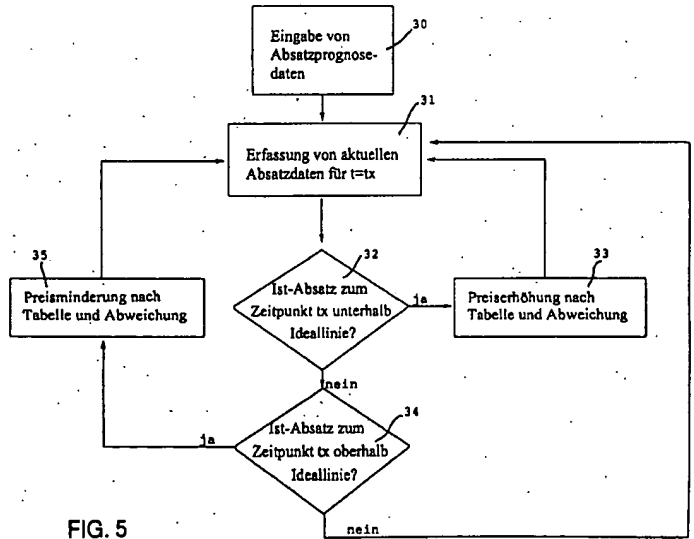 30
Eingabe von
Absatzprognose-
daten
31
Erfassung von aktuellen
Absatzdaten für t=tx
32
Ist-Absatz zum
Zeitpunkt tx unterhalb
Ideallinie?
ja
33
Preiserhöhung nach
Tabelle und Abweichung
35
Preisminderung nach
Tabelle und Abweichung
nein
34
Ist-Absatz zum
Zeitpunkt tx oberhalb
Ideallinie?
ja
nein
FIG. 5